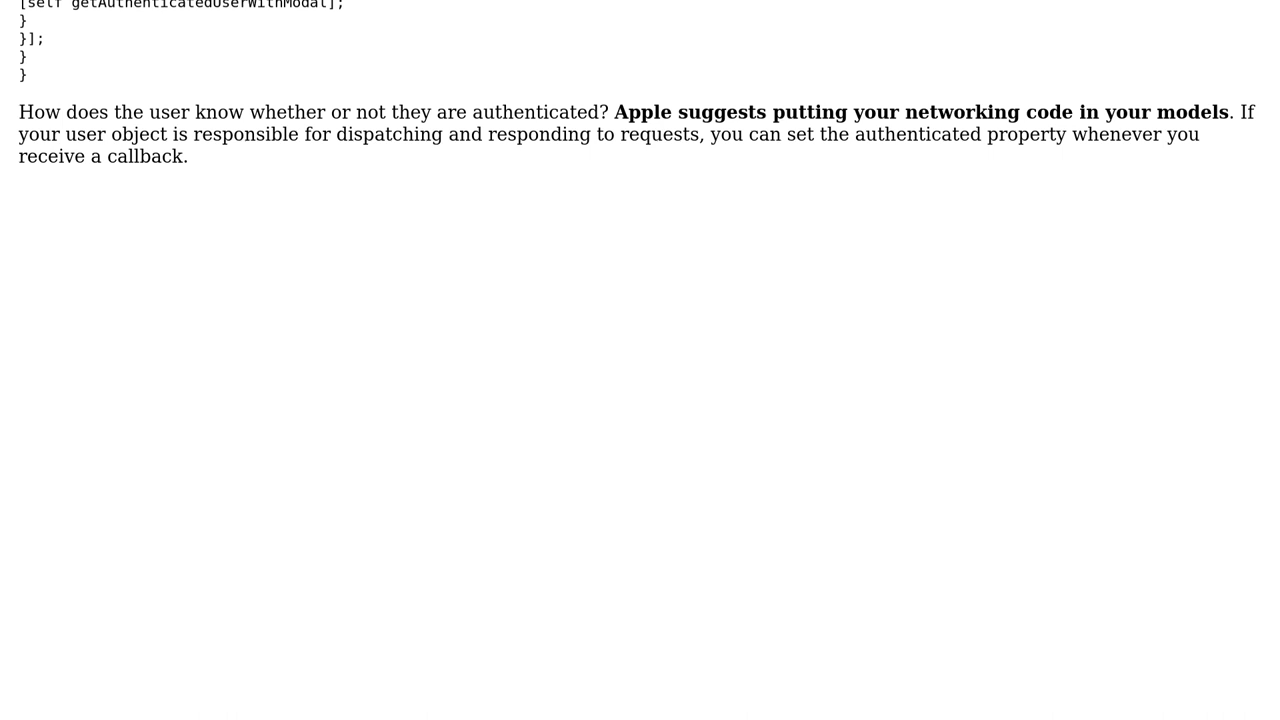 [self getAuthenticatedUserWithModal];
}
}];
}
}
How does the user know whether or not they are authenticated? Apple suggests putting your networking code in your models. If
your user object is responsible for dispatching and responding to requests, you can set the authenticated property whenever you
receive a callback.